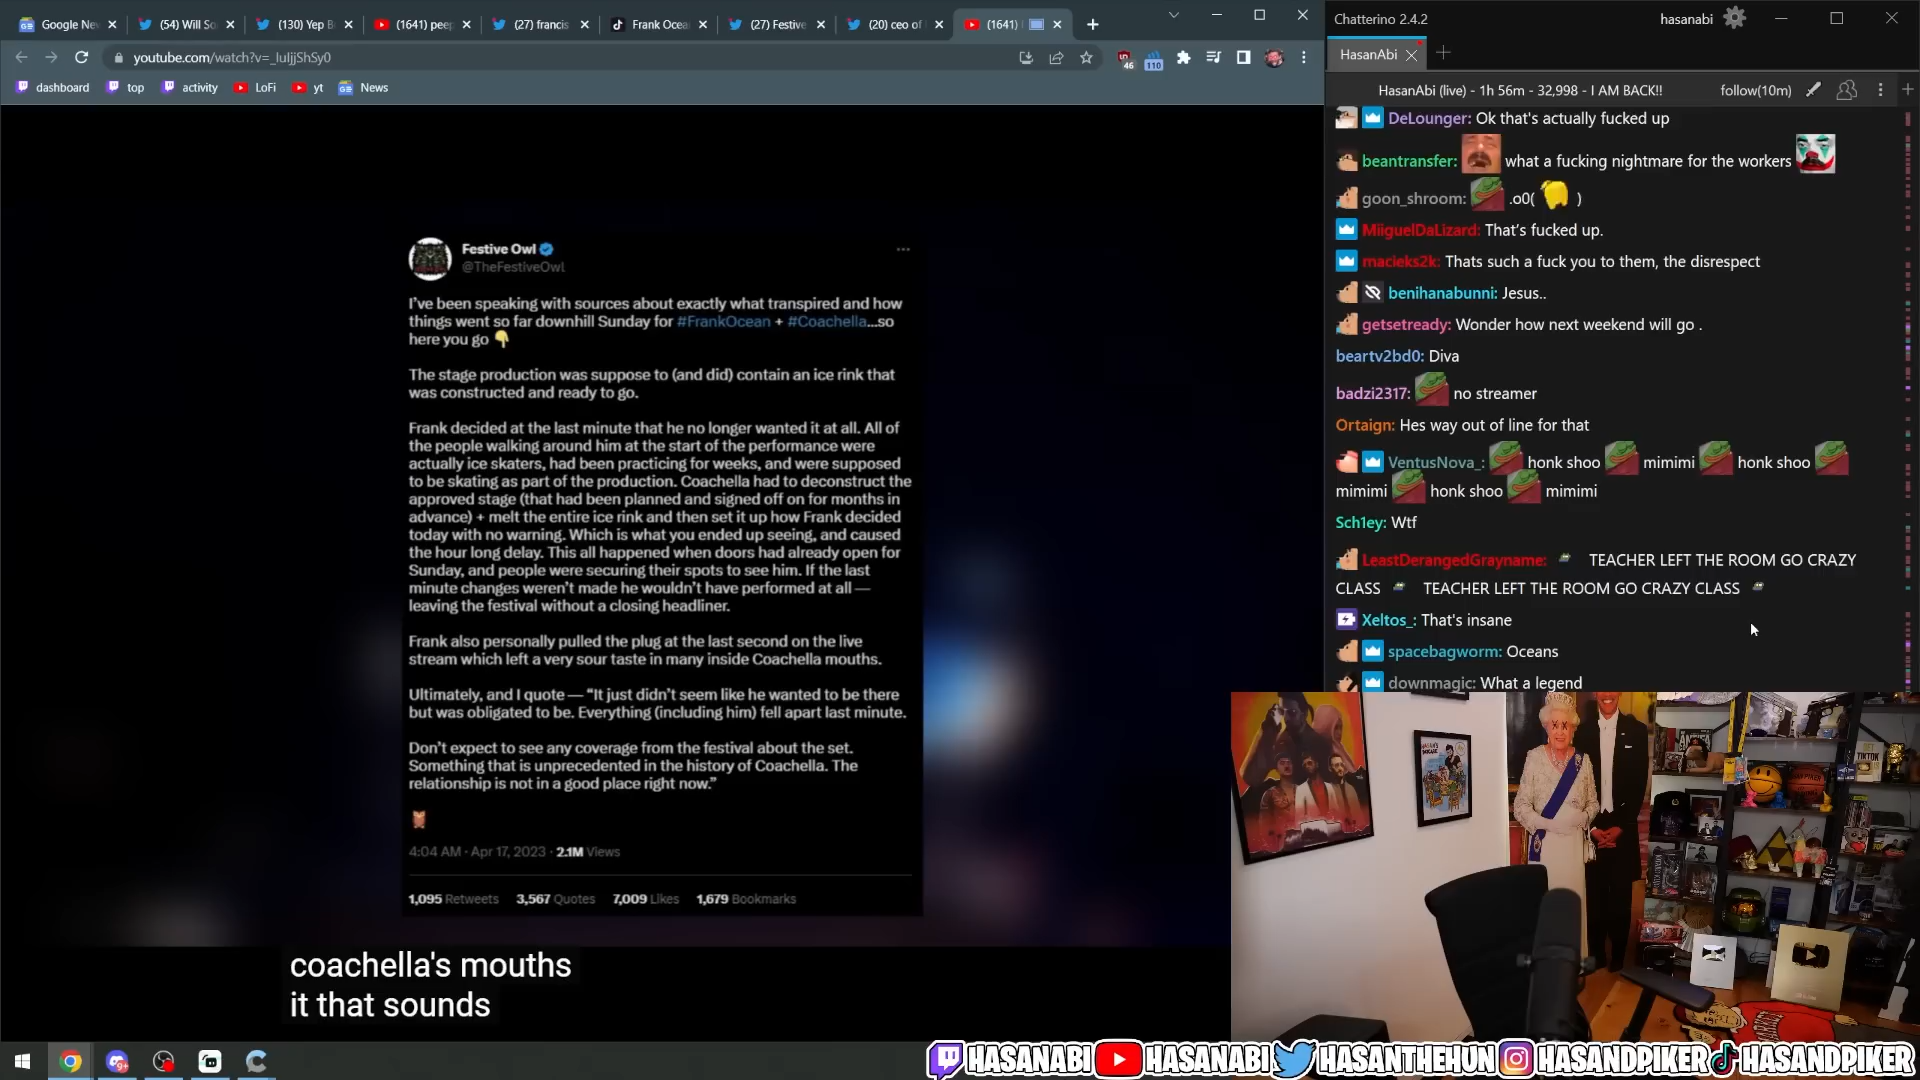 Google Ne
(54) Will So
(130) Yep B
(1641) peep
(27) francis
Frank Ocea
(27) Festive
(20) ceo of
(1641)
youtube.com/watch?v=_luIjjShSy0
46
110
dashboard
top
activity
LoFi
yt
News
Festive Owl
@TheFestiveOwl
I've been speaking with sources about exactly what transpired and how
things went so far downhill Sunday for #FrankOcean + #Coachella...so
here you go 👇
The stage production was suppose to (and did) contain an ice rink that
was constructed and ready to go.
Frank decided at the last minute that he no longer wanted it at all. All of
the people walking around him at the start of the performance were
actually ice skaters, had been practicing for weeks, and were supposed
to be skating as part of the production. Coachella had to deconstruct the
approved stage (that had been planned and signed off on for months in
advance) + melt the entire ice rink and then set it up how Frank decided
today with no warning. Which is what you ended up seeing, and caused
the hour long delay. This all happened when doors had already open for
Sunday, and people were securing their spots to see him. If the last
minute changes weren't made he wouldn't have performed at all —
leaving the festival without a closing headliner.
Frank also personally pulled the plug at the last second on the live
stream which left a very sour taste in many inside Coachella mouths.
Ultimately, and I quote — “It just didn't seem like he wanted to be there
but was obligated to be. Everything (including him) fell apart last minute.
Don't expect to see any coverage from the festival about the set.
Something that is unprecedented in the history of Coachella. The
relationship is not in a good place right now.”
4:04 AM · Apr 17, 2023 · 2.1M Views
1,095 Retweets 3,567 Quotes 7,009 Likes 1,679 Bookmarks
coachella's mouths
it that sounds
Chatterino 2.4.2
hasanabi
HasanAbi
HasanAbi (live) - 1h 56m - 32,998 - I AM BACK!!
follow(10m)
DeLounger: Ok that's actually fucked up
beantransfer: what a fucking nightmare for the workers
goon_shroom: .o0( )
MiiguelDaLizard: That's fucked up.
macieks2k: Thats such a fuck you to them, the disrespect
benihanabunni: Jesus..
getsetready: Wonder how next weekend will go .
beartv2bd0: Diva
badzi2317: no streamer
Ortaign: Hes way out of line for that
VentusNova_: honk shoo mimimi honk shoo
mimimi honk shoo mimimi
Sch1ey: Wtf
LeastDerangedGrayname: TEACHER LEFT THE ROOM GO CRAZY
CLASS TEACHER LEFT THE ROOM GO CRAZY CLASS
Xeltos_: That's insane
spacebagworm: Oceans
downmagic: What a legend
HASANABI HASANABI HASANTHEHUN HASANDPIKER HASANDPIKER